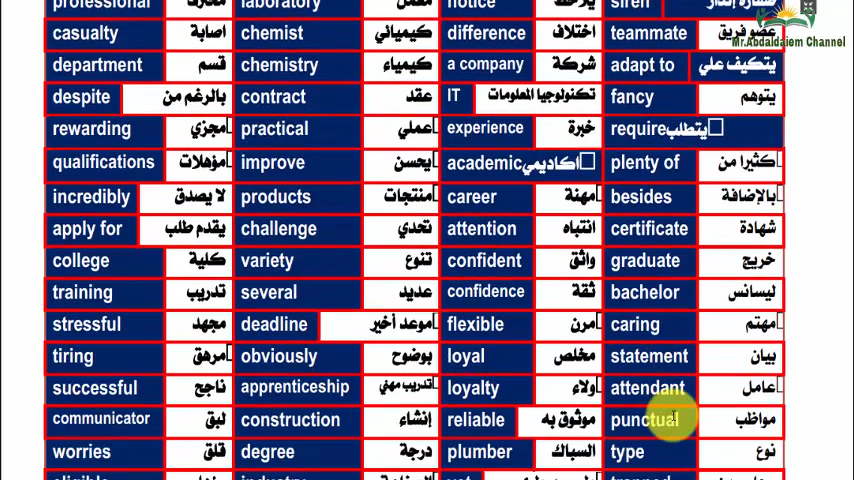 professional laboratory notice يلاحظ siren
casualty اصابة chemist كيميائي difference اختلاف teammate عضو فريق
Mr.Abdaldaiem Channel
department قسم chemistry كيمياء a company شركة adapt to يتكيف علي
despite بالرغم من contract عقد IT تكنولوجيا المعلومات fancy يتوهم
rewarding مجزي practical عملي experience خبرة require يتطلب
qualifications مؤهلات improve يحسن academic اكاديمي plenty of كثيرا من
incredibly لا يصدق products منتجات career مهنة besides بالإضافة
apply for يقدم طلب challenge تحدي attention انتباه certificate شهادة
college كلية variety تنوع confident واثق graduate خريج
training تدريب several عديد confidence ثقة bachelor ليسانس
stressful مجهد deadline موعد أخير flexible مرن caring مهتم
tiring مرهق obviously بوضوح loyal مخلص statement بيان
successful ناجح apprenticeship تدريب مهني loyalty ولاء attendant عامل
communicator لبق construction إنشاء reliable موثوق به punctual مواظب
worries قلق degree درجة plumber السباك type نوع